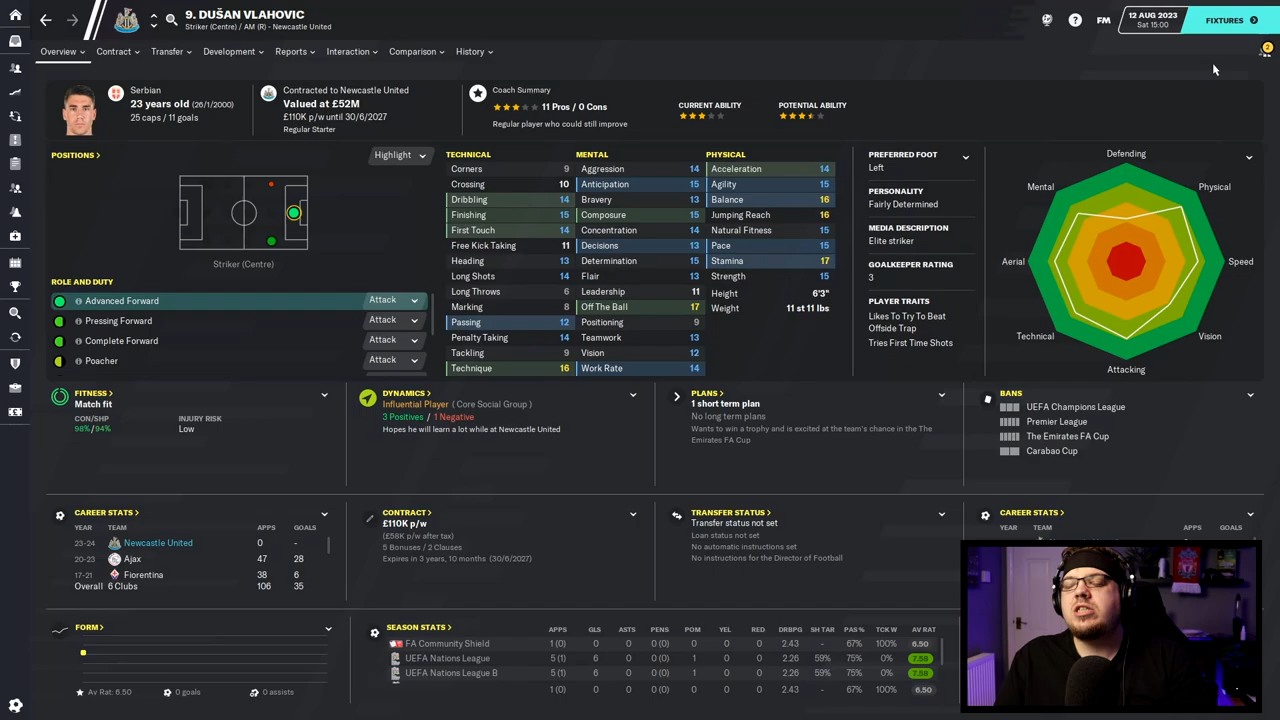 9. DUŠAN VLAHOVIC
Striker (Centre) / AM (R) - Newcastle United
FM
12 AUG 2023
Sat 15:00
FIXTURES
2
Overview
Contract
Transfer
Development
Reports
Interaction
Comparison
History
Serbian
23 years old (26/1/2000)
25 caps / 11 goals
Contracted to Newcastle United
Valued at £52M
£110K p/w until 30/6/2027
Regular Starter
Coach Summary
11 Pros / 0 Cons
Regular player who could still improve
CURRENT ABILITY
POTENTIAL ABILITY
POSITIONS >
Highlight
Striker (Centre)
ROLE AND DUTY
Advanced Forward Attack
Pressing Forward Attack
Complete Forward Attack
Poacher Attack
TECHNICAL
Corners 9
Crossing 10
Dribbling 14
Finishing 15
First Touch 14
Free Kick Taking 11
Heading 13
Long Shots 14
Long Throws 6
Marking 8
Passing 12
Penalty Taking 14
Tackling 9
Technique 16
MENTAL
Aggression 14
Anticipation 15
Bravery 13
Composure 15
Concentration 14
Decisions 13
Determination 15
Flair 13
Leadership 11
Off The Ball 17
Positioning 9
Teamwork 13
Vision 12
Work Rate 14
PHYSICAL
Acceleration 14
Agility 15
Balance 16
Jumping Reach 16
Natural Fitness 15
Pace 15
Stamina 17
Strength 15
Height 6'3"
Weight 11 st 11 lbs
PREFERRED FOOT
Left
PERSONALITY
Fairly Determined
MEDIA DESCRIPTION
Elite striker
GOALKEEPER RATING
3
PLAYER TRAITS
Likes To Try To Beat
Offside Trap
Tries First Time Shots
Defending
Mental
Physical
Aerial
Speed
Technical
Vision
Attacking
FITNESS >
Match fit
CON/SHP
98% / 94%
INJURY RISK
Low
DYNAMICS >
Influential Player ( Core Social Group )
3 Positives / 1 Negative
Hopes he will learn a lot while at Newcastle United
PLANS >
1 short term plan
No long term plans
Wants to win a trophy and is excited at the team's chance in the
Emirates FA Cup
BANS
UEFA Champions League
Premier League
The Emirates FA Cup
Carabao Cup
CAREER STATS >
YEAR TEAM APPS GOALS
23-24 Newcastle United 0 -
20-23 Ajax 47 28
17-21 Fiorentina 38 6
Overall 6 Clubs 106 35
CONTRACT >
£110K p/w
(£58K p/w after tax)
5 Bonuses / 2 Clauses
Expires in 3 years, 10 months (30/6/2027)
TRANSFER STATUS >
Transfer status not set
Loan status not set
No automatic instructions set
No instructions for the Director of Football
CAREER STATS >
YEAR TEAM APPS GOALS
FORM >
Av Rat: 6.50
0 goals
0 assists
SEASON STATS >
APPS GLS ASTS PENS POM YEL RED DRBPG SH TAR PAS % TCK W AV RAT
FA Community Shield 1 (0) 0 0 0 (0) 0 0 0 2.43 - 67% 100% 6.50
UEFA Nations League 5 (1) 6 0 0 (0) 1 0 0 2.26 59% 75% 0% 7.58
UEFA Nations League B 5 (1) 6 0 0 (0) 1 0 0 2.26 59% 75% 0% 7.58
1 (0) 0 0 0 (0) 0 0 0 2.43 - 67% 100% 6.50